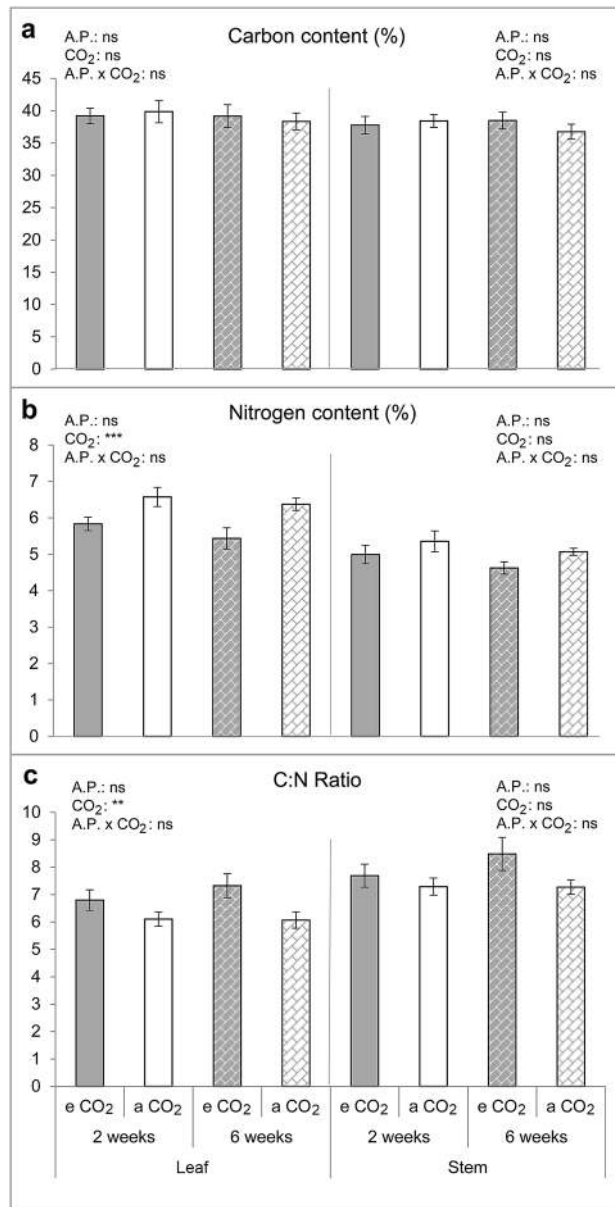 a
Carbon content (%)
A.P.: ns
CO2: ns
A.P. x CO2: ns
A.P.: ns
CO2: ns
A.P. x CO2: ns
45
40
35
30
25
20
15
10
5
0
b
Nitrogen content (%)
A.P.: ns
CO2: ***
A.P. x CO2: ns
A.P.: ns
CO2: ns
A.P. x CO2: ns
8
7
6
5
4
3
2
1
0
c
C:N Ratio
A.P.: ns
CO2: **
A.P. x CO2: ns
A.P.: ns
CO2: ns
A.P. x CO2: ns
10
9
8
7
6
5
4
3
2
1
0
e CO2 a CO2 e CO2 a CO2 e CO2 a CO2 e CO2 a CO2
2 weeks 6 weeks 2 weeks 6 weeks
Leaf Stem